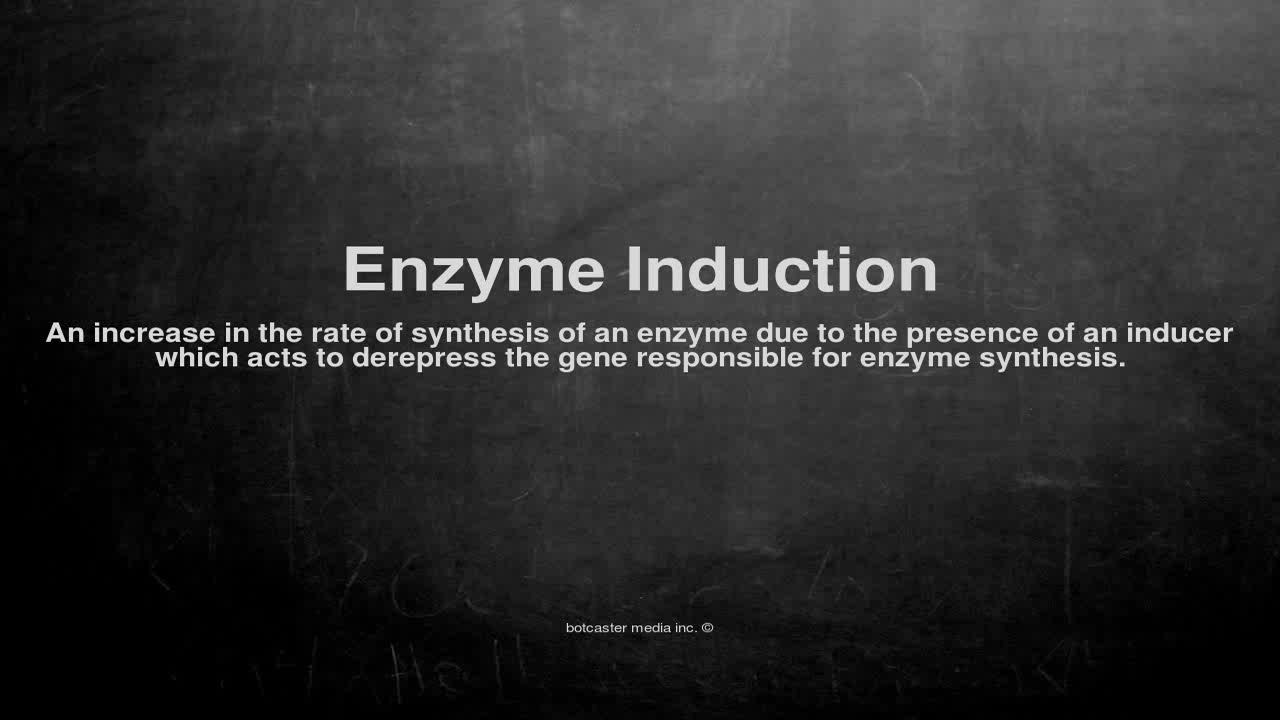 Enzyme Induction
An increase in the rate of synthesis of an enzyme due to the presence of an inducer
which acts to derepress the gene responsible for enzyme synthesis.
botcaster media inc. ©